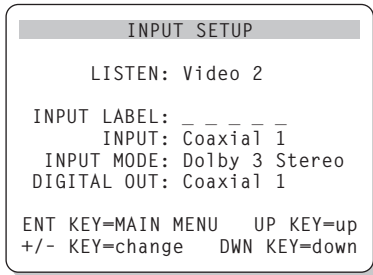 INPUT SETUP
LISTEN: Video 2
INPUT LABEL: _ _ _ _ _
INPUT: Coaxial 1
INPUT MODE: Dolby 3 Stereo
DIGITAL OUT: Coaxial 1
ENT KEY=MAIN MENU UP KEY=up
+/- KEY=change DWN KEY=down